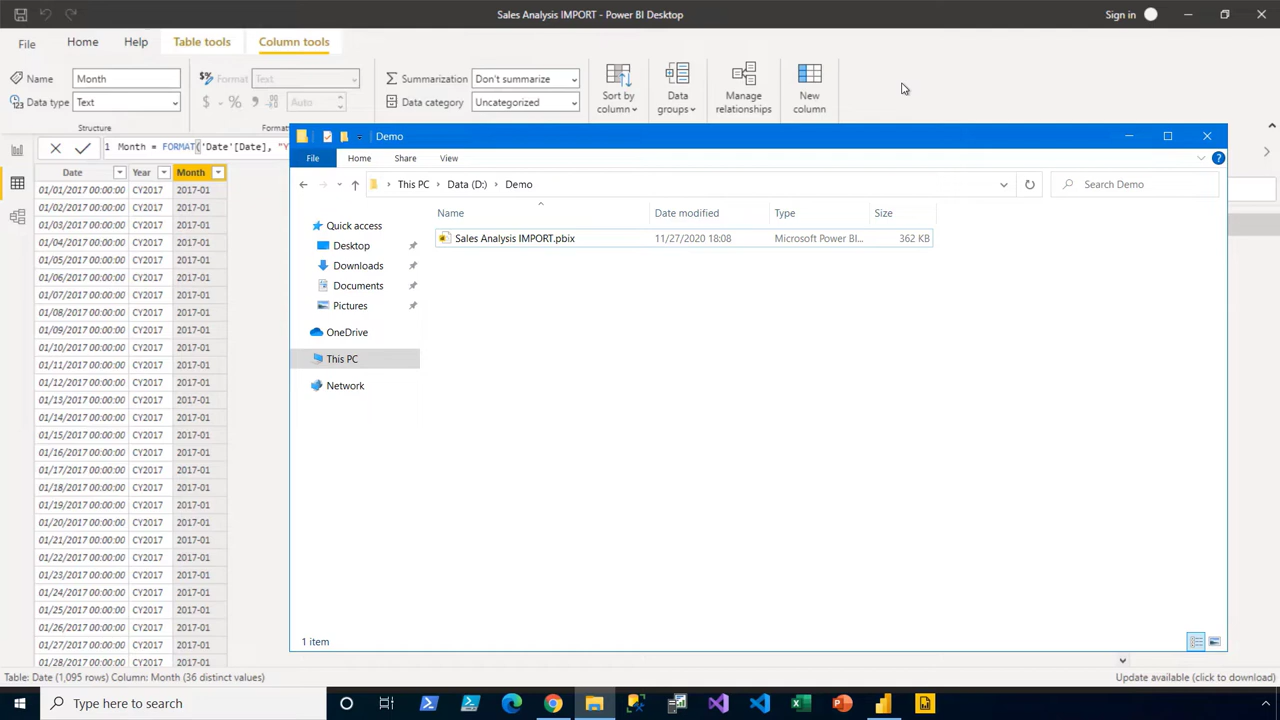 Sales Analysis IMPORT - Power BI Desktop
Sign in
File
Home
Help
Table tools
Column tools
Name
Month
Data type
Text
Structure
Format
Text
$ % Auto
Format
Summarization
Don't summarize
Data category
Uncategorized
Sort by
column
Data
groups
Manage
relationships
New
column
1 Month = FORMAT('Date'[Date], "Y
Date
Year
Month
01/01/2017 00:00:00 CY2017 2017-01
01/02/2017 00:00:00 CY2017 2017-01
01/03/2017 00:00:00 CY2017 2017-01
01/04/2017 00:00:00 CY2017 2017-01
01/05/2017 00:00:00 CY2017 2017-01
01/06/2017 00:00:00 CY2017 2017-01
01/07/2017 00:00:00 CY2017 2017-01
01/08/2017 00:00:00 CY2017 2017-01
01/09/2017 00:00:00 CY2017 2017-01
01/10/2017 00:00:00 CY2017 2017-01
01/11/2017 00:00:00 CY2017 2017-01
01/12/2017 00:00:00 CY2017 2017-01
01/13/2017 00:00:00 CY2017 2017-01
01/14/2017 00:00:00 CY2017 2017-01
01/15/2017 00:00:00 CY2017 2017-01
01/16/2017 00:00:00 CY2017 2017-01
01/17/2017 00:00:00 CY2017 2017-01
01/18/2017 00:00:00 CY2017 2017-01
01/19/2017 00:00:00 CY2017 2017-01
01/20/2017 00:00:00 CY2017 2017-01
01/21/2017 00:00:00 CY2017 2017-01
01/22/2017 00:00:00 CY2017 2017-01
01/23/2017 00:00:00 CY2017 2017-01
01/24/2017 00:00:00 CY2017 2017-01
01/25/2017 00:00:00 CY2017 2017-01
01/26/2017 00:00:00 CY2017 2017-01
01/27/2017 00:00:00 CY2017 2017-01
01/28/2017 00:00:00 CY2017 2017-01
Demo
File
Home
Share
View
This PC
Data (D:)
Demo
Search Demo
Name
Date modified
Type
Size
Sales Analysis IMPORT.pbix
11/27/2020 18:08
Microsoft Power BI...
362 KB
Quick access
Desktop
Downloads
Documents
Pictures
OneDrive
This PC
Network
1 item
Table: Date (1,095 rows) Column: Month (36 distinct values)
Update available (click to download)
Type here to search